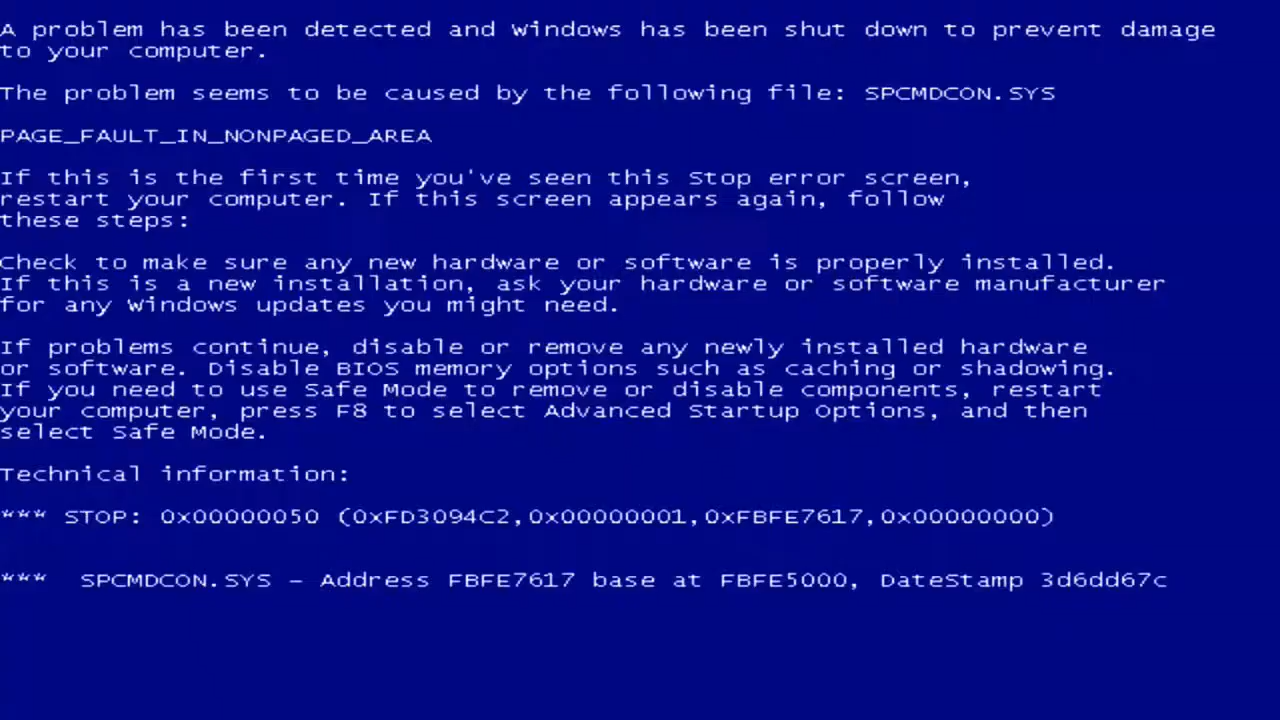 A problem has been detected and Windows has been shut down to prevent damage
to your computer.
The problem seems to be caused by the following file: SPCMDCON.SYS
PAGE_FAULT_IN_NONPAGED_AREA
If this is the first time you've seen this Stop error screen,
restart your computer. If this screen appears again, follow
these steps:
Check to make sure any new hardware or software is properly installed.
If this is a new installation, ask your hardware or software manufacturer
for any Windows updates you might need.
If problems continue, disable or remove any newly installed hardware
or software. Disable BIOS memory options such as caching or shadowing.
If you need to use Safe Mode to remove or disable components, restart
your computer, press F8 to select Advanced Startup Options, and then
select Safe Mode.
Technical information:
*** STOP: 0x00000050 (0xFD3094C2,0x00000001,0xFBFE7617,0x00000000)
***  SPCMDCON.SYS - Address FBFE7617 base at FBFE5000, DateStamp 3d6dd67c